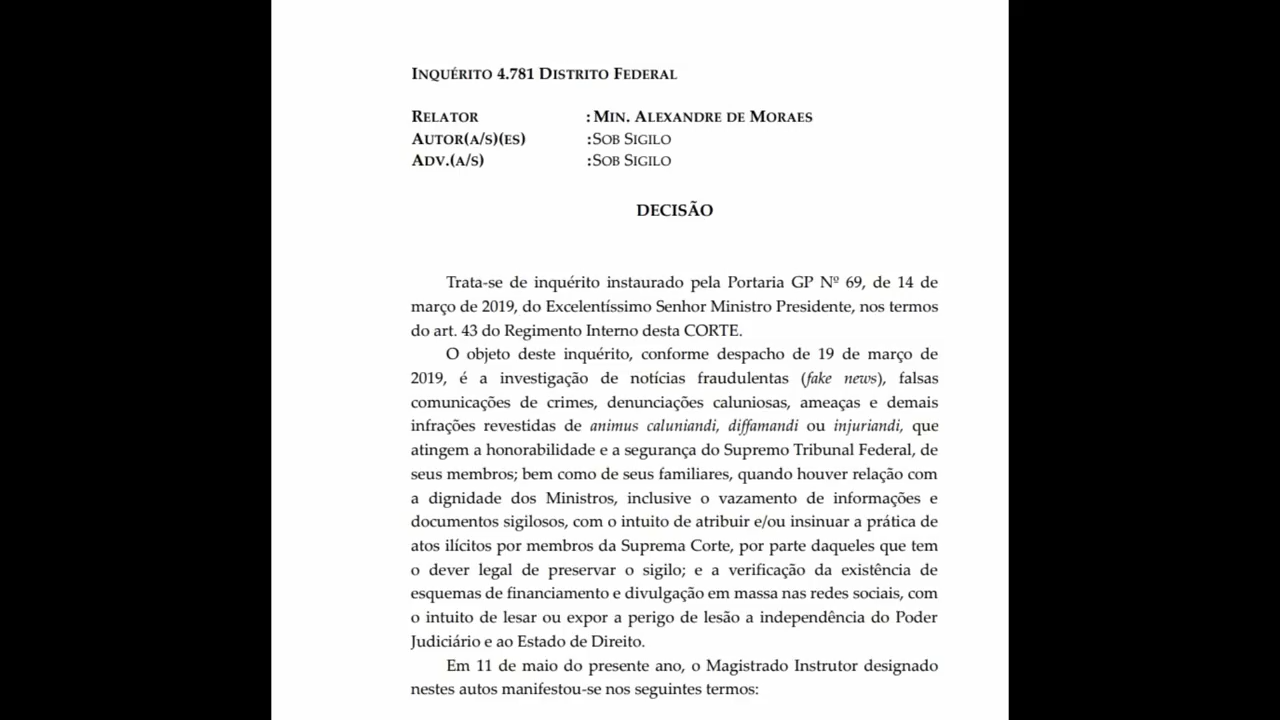 INQUÉRITO 4.781 DISTRITO FEDERAL
RELATOR : MIN. ALEXANDRE DE MORAES
AUTOR(A/S)(ES) :SOB SIGILO
ADV.(A/S) :SOB SIGILO
DECISÃO
Trata-se de inquérito instaurado pela Portaria GP Nº 69, de 14 de
março de 2019, do Excelentíssimo Senhor Ministro Presidente, nos termos
do art. 43 do Regimento Interno desta CORTE.
O objeto deste inquérito, conforme despacho de 19 de março de
2019, é a investigação de notícias fraudulentas (fake news), falsas
comunicações de crimes, denunciações caluniosas, ameaças e demais
infrações revestidas de animus caluniandi, diffamandi ou injuriandi, que
atingem a honorabilidade e a segurança do Supremo Tribunal Federal, de
seus membros; bem como de seus familiares, quando houver relação com
a dignidade dos Ministros, inclusive o vazamento de informações e
documentos sigilosos, com o intuito de atribuir e/ou insinuar a prática de
atos ilícitos por membros da Suprema Corte, por parte daqueles que tem
o dever legal de preservar o sigilo; e a verificação da existência de
esquemas de financiamento e divulgação em massa nas redes sociais, com
o intuito de lesar ou expor a perigo de lesão a independência do Poder
Judiciário e ao Estado de Direito.
Em 11 de maio do presente ano, o Magistrado Instrutor designado
nestes autos manifestou-se nos seguintes termos: